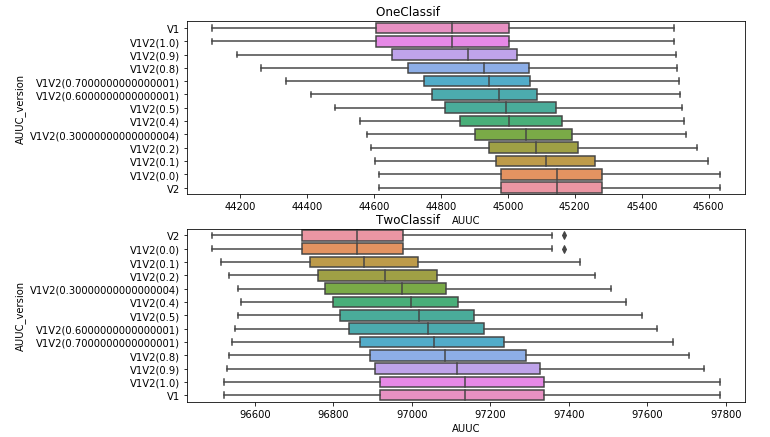 OneClassif
V1
V1V2(1.0)
V1V2(0.9)
V1V2(0.8)
V1V2(0.7000000000000001)
V1V2(0.6000000000000001)
V1V2(0.5)
V1V2(0.4)
V1V2(0.30000000000000004)
V1V2(0.2)
V1V2(0.1)
V1V2(0.0)
V2
AUUC_version
44200 44400 44600 44800 45000 45200 45400 45600
AUUC
TwoClassif
V2
V1V2(0.0)
V1V2(0.1)
V1V2(0.2)
V1V2(0.30000000000000004)
V1V2(0.4)
V1V2(0.5)
V1V2(0.6000000000000001)
V1V2(0.7000000000000001)
V1V2(0.8)
V1V2(0.9)
V1V2(1.0)
V1
AUUC_version
96600 96800 97000 97200 97400 97600 97800
AUUC